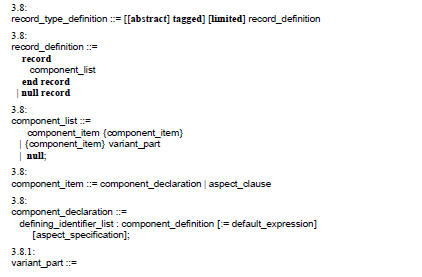 3.8:
record_type_definition ::= [[abstract] tagged] [limited] record_definition
3.8:
record_definition ::=
record
component_list
end record
| null record
3.8:
component_list ::=
component_item {component_item}
| {component_item} variant_part
| null;
3.8:
component_item ::= component_declaration | aspect_clause
3.8:
component_declaration ::=
defining_identifier_list : component_definition [:= default_expression]
[aspect_specification];
3.8.1:
variant_part ::=